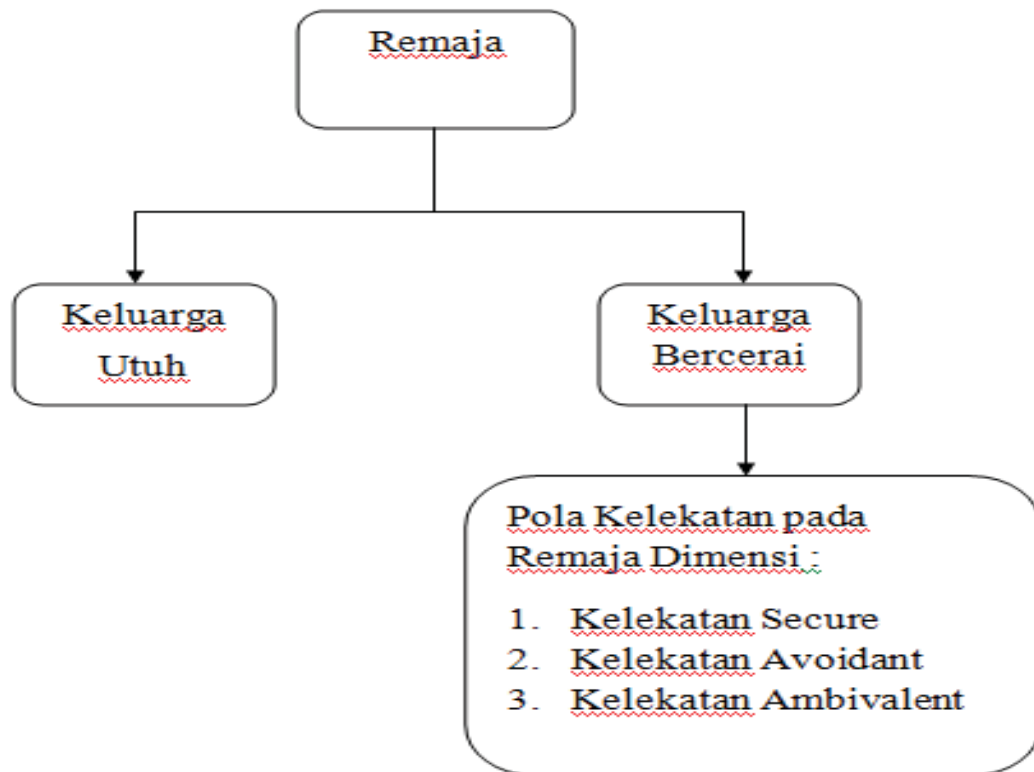 Remaja
Keluarga
Utuh
Keluarga
Bercerai
Pola Kelekatan pada
Remaja Dimensi :
1. Kelekatan Secure
2. Kelekatan Avoidant
3. Kelekatan Ambivalent